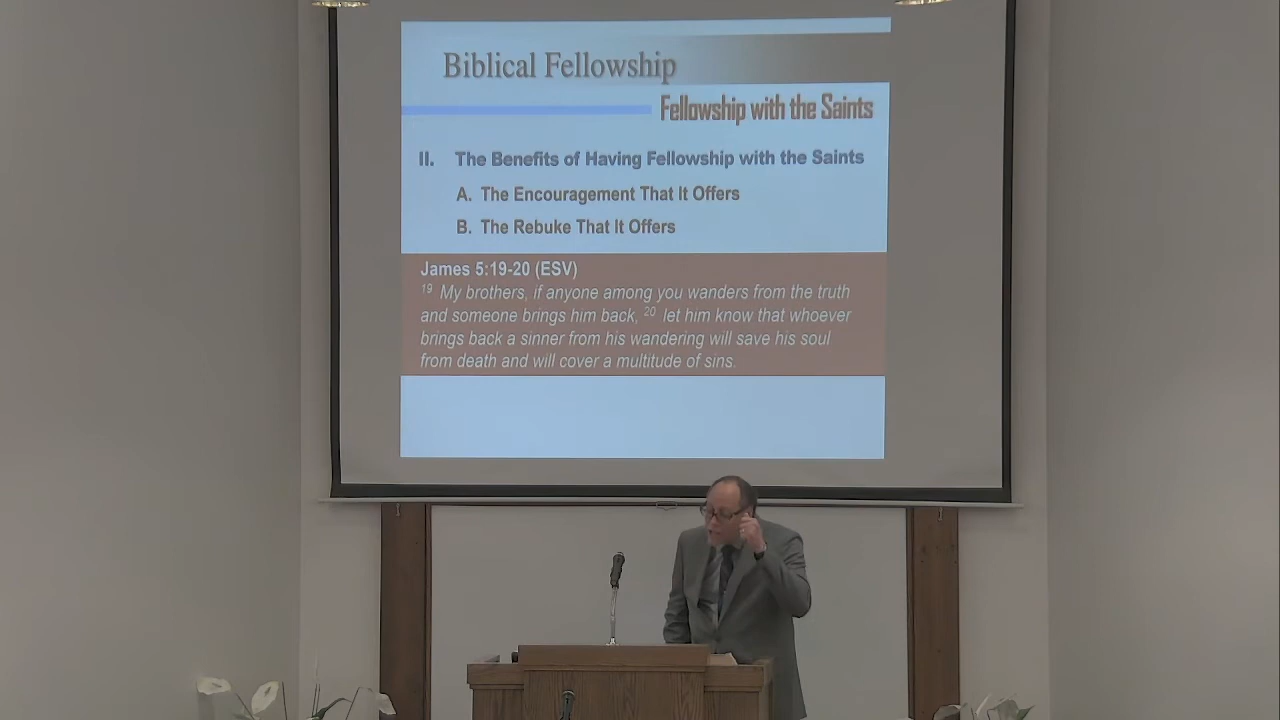 Biblical Fellowship
Fellowship with the Saints
II. The Benefits of Having Fellowship with the Saints
A. The Encouragement That It Offers
B. The Rebuke That It Offers
James 5:19-20 (ESV)
19 My brothers, if anyone among you wanders from the truth
and someone brings him back, 20 let him know that whoever
brings back a sinner from his wandering will save his soul
from death and will cover a multitude of sins.